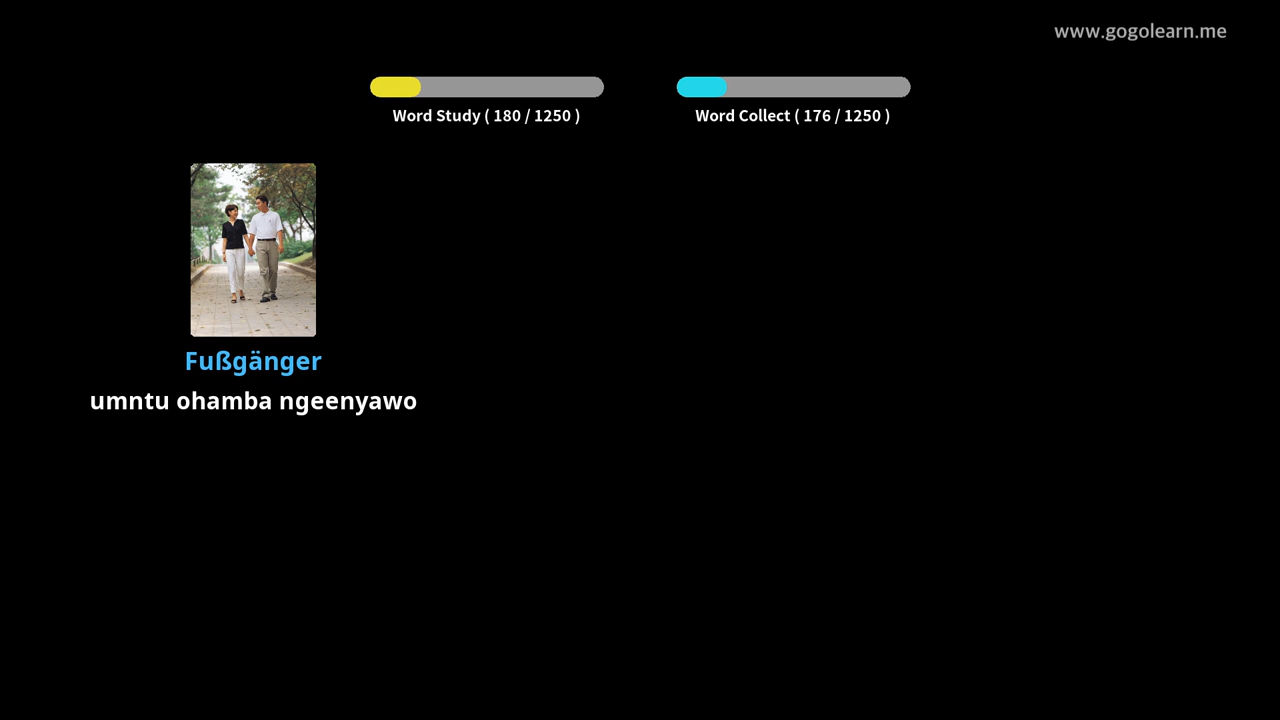 www.gogolearn.me
Word Study ( 180 / 1250 )
Word Collect ( 176 / 1250 )
Fußgänger
umntu ohamba ngeenyawo